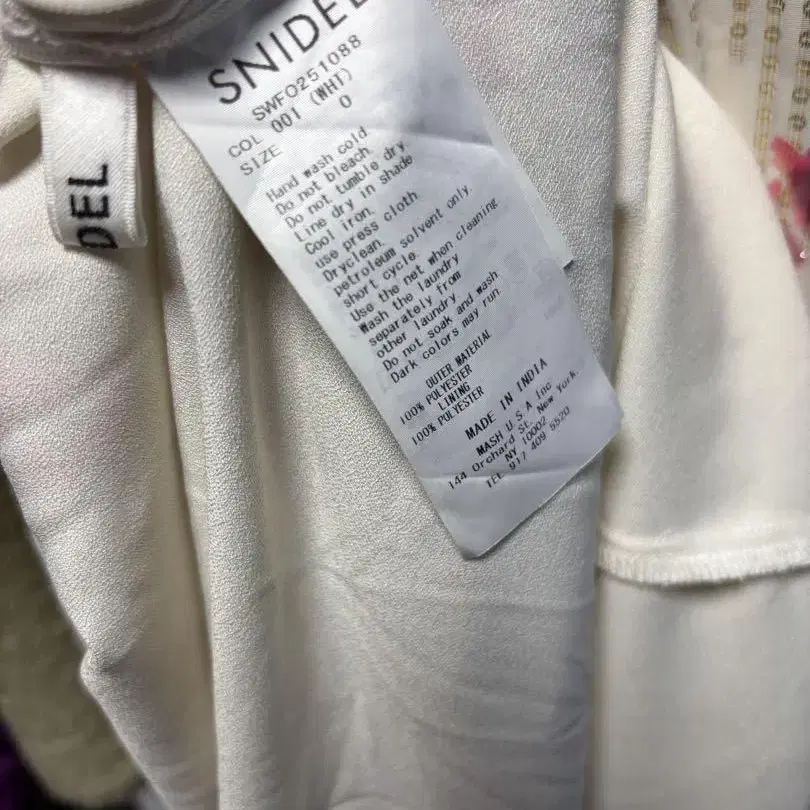 SNIDEL
SWFO251088
COL 001 (WHT)
SIZE 0
Hand wash cold
Do not bleach.
Do not tumble dry
Line dry in shade
Cool iron.
use press cloth
Dryclean.
petroleum solvent only.
short cycle.
Use the net when cleaning
Wash the laundry
separately from
other laundry.
Do not soak and wash
Dark colors may run.
OUTER MATERIAL
100% POLYESTER
LINING
100% POLYESTER
MADE IN INDIA
MASH U S A Inc
144 Orchard St. New York.
NY 10002
TEL 917 409 5520
DEL